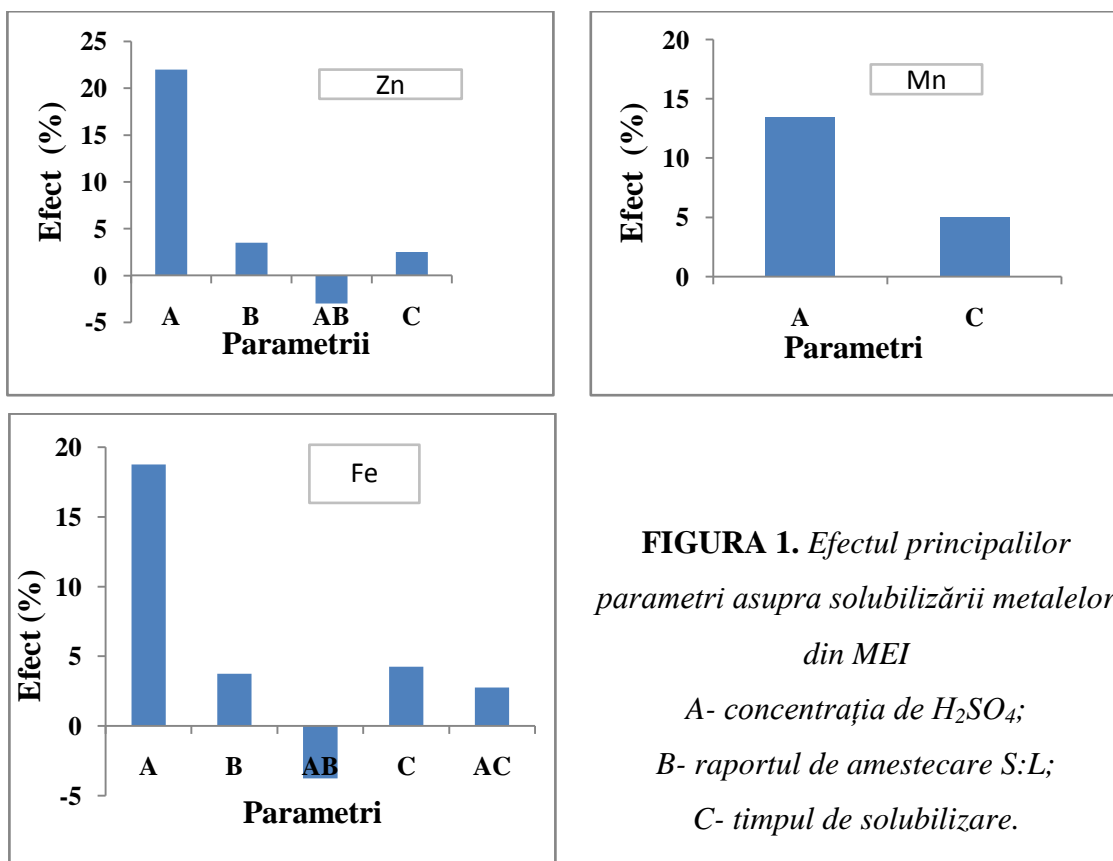 25
20
15
10
5
0
-5
Efect (%)
Zn
A B AB C
Parametrii
20
15
10
5
0
Efect (%)
Mn
A C
Parametri
20
15
10
5
0
-5
Efect (%)
Fe
A B AB C AC
Parametri
FIGURA 1. Efectul principalilor
parametri asupra solubilizării metalelor
din MEI
A- concentrația de H₂SO₄;
B- raportul de amestecare S:L;
C- timpul de solubilizare.